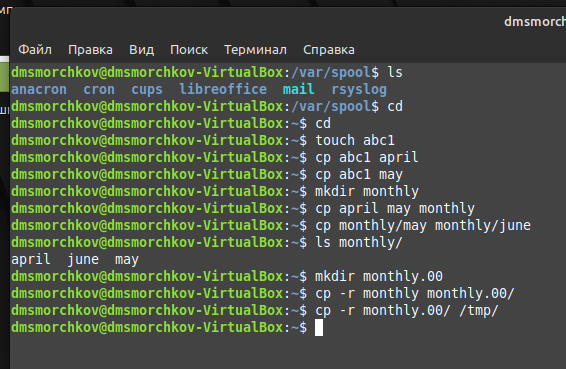 dmsmorch
Файл Правка Вид Поиск Терминал Справка
dmsmorchkov@dmsmorchkov-VirtualBox:/var/spool$ ls
anacron cron cups libreoffice mail rsyslog
dmsmorchkov@dmsmorchkov-VirtualBox:/var/spool$ cd
dmsmorchkov@dmsmorchkov-VirtualBox:~$ cd
dmsmorchkov@dmsmorchkov-VirtualBox:~$ touch abc1
dmsmorchkov@dmsmorchkov-VirtualBox:~$ cp abc1 april
dmsmorchkov@dmsmorchkov-VirtualBox:~$ cp abc1 may
dmsmorchkov@dmsmorchkov-VirtualBox:~$ mkdir monthly
dmsmorchkov@dmsmorchkov-VirtualBox:~$ cp april may monthly
dmsmorchkov@dmsmorchkov-VirtualBox:~$ cp monthly/may monthly/june
dmsmorchkov@dmsmorchkov-VirtualBox:~$ ls monthly/
april june may
dmsmorchkov@dmsmorchkov-VirtualBox:~$ mkdir monthly.00
dmsmorchkov@dmsmorchkov-VirtualBox:~$ cp -r monthly monthly.00/
dmsmorchkov@dmsmorchkov-VirtualBox:~$ cp -r monthly.00/ /tmp/
dmsmorchkov@dmsmorchkov-VirtualBox:~$